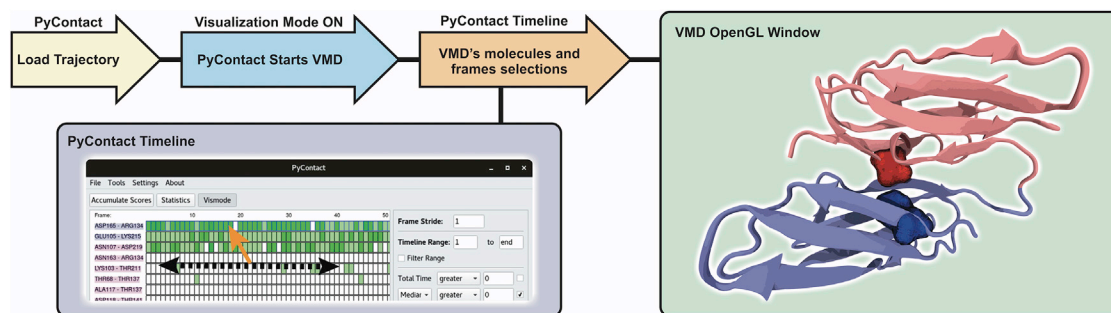 PyContact
Load Trajectory
Visualization Mode ON
PyContact Starts VMD
PyContact Timeline
VMD's molecules and
frames selections
VMD OpenGL Window
PyContact Timeline
PyContact
File Tools Settings About
Accumulate Scores Statistics Vismode
Frame: 10 20 30 40 50
ASP165 - ARG134
GLU105 - LYS215
ASN107 - ASP219
ASN163 - ARG134
LYS103 - THR211
THR68 - THR137
ALA117 - THR137
ASP118 - THR141
Frame Stride: 1
Timeline Range: 1 to end
Filter Range
Total Time greater 0
Median greater 0